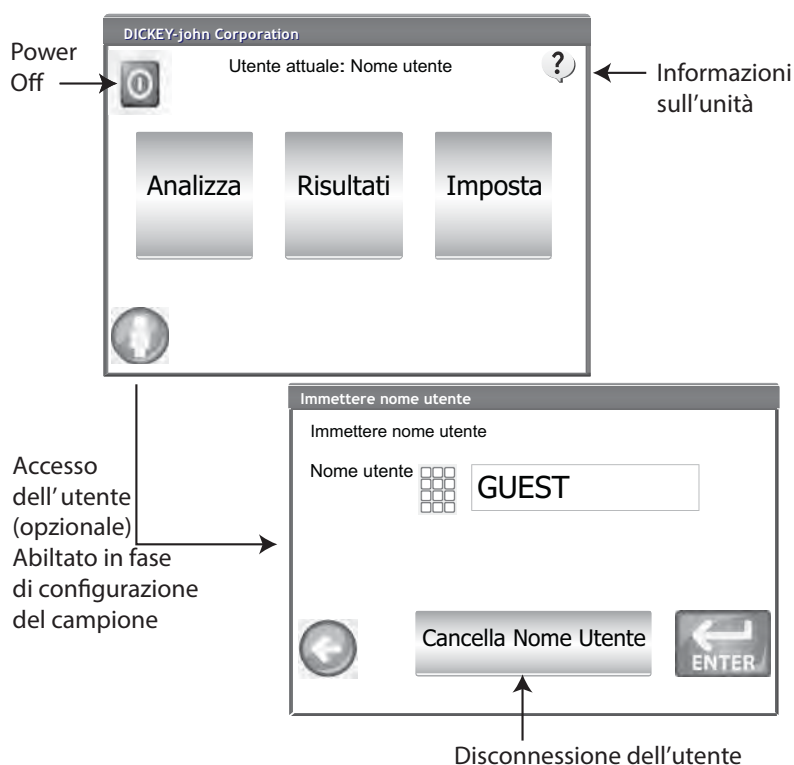 DICKEY-john Corporation
Power
Off
Utente attuale: Nome utente
?
Informazioni
sull'unità
Analizza
Risultati
Imposta
Immettere nome utente
Immettere nome utente
Nome utente
GUEST
Accesso
dell'utente
(opzionale)
Abiltato in fase
di configurazione
del campione
Cancella Nome Utente
ENTER
Disconnessione dell'utente